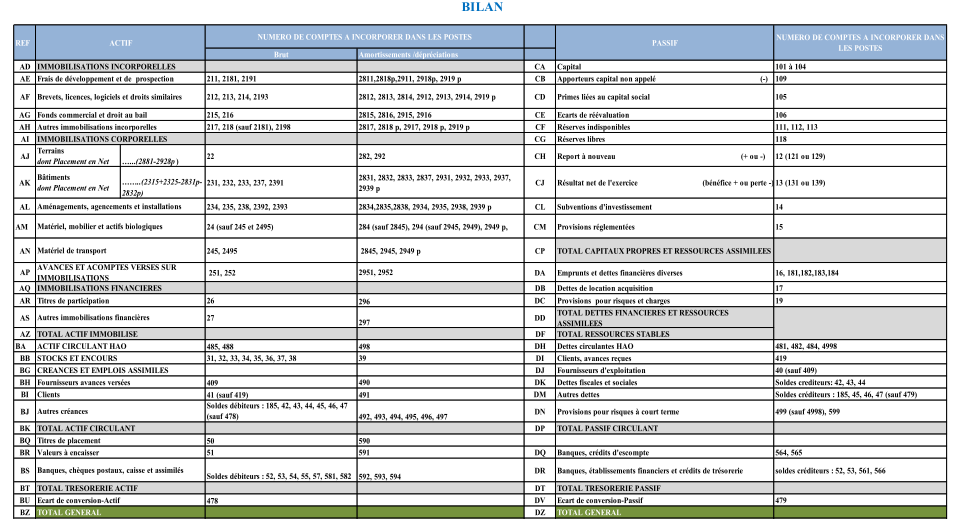 BILAN
REF ACTIF NUMERO DE COMPTES A INCORPORER DANS LES POSTES PASSIF NUMERO DE COMPTES A INCORPORER DANS LES POSTES
Brut Amortissements /dépréciations
AD IMMOBILISATIONS INCORPORELLES CA Capital 101 à 104
AE Frais de développement et de prospection 211, 2181, 2191 2811,2818p,2911, 2918p, 2919 p CB Apporteurs capital non appelé (-) 109
AF Brevets, licences, logiciels et droits similaires 212, 213, 214, 2193 2812, 2813, 2814, 2912, 2913, 2914, 2919 p CD Primes liées au capital social 105
AG Fonds commercial et droit au bail 215, 216 2815, 2816, 2915, 2916 CE Ecarts de réévaluation 106
AH Autres immobilisations incorporelles 217, 218 (sauf 2181), 2198 2817, 2818 p, 2917, 2918 p, 2919 p CF Réserves indisponibles 111, 112, 113
AI IMMOBILISATIONS CORPORELLES CG Réserves libres 118
AJ Terrains
dont Placement en Net ……(2881-2928p ) 22 282, 292 CH Report à nouveau (+ ou -) 12 (121 ou 129)
AK Bâtiments
dont Placement en Net ……..(2315+2325-2831p-2832p) 231, 232, 233, 237, 2391 2831, 2832, 2833, 2837, 2931, 2932, 2933, 2937, 2939 p CJ Résultat net de l'exercice (bénéfice + ou perte -) 13 (131 ou 139)
AL Aménagements, agencements et installations 234, 235, 238, 2392, 2393 2834,2835,2838, 2934, 2935, 2938, 2939 p CL Subventions d'investissement 14
AM Matériel, mobilier et actifs biologiques 24 (sauf 245 et 2495) 284 (sauf 2845), 294 (sauf 2945, 2949), 2949 p, CM Provisions réglementées 15
AN Matériel de transport 245, 2495 2845, 2945, 2949 p CP TOTAL CAPITAUX PROPRES ET RESSOURCES ASSIMILEES
AP AVANCES ET ACOMPTES VERSES SUR IMMOBILISATIONS 251, 252 2951, 2952 DA Emprunts et dettes financières diverses 16, 181,182,183,184
AQ IMMOBILISATIONS FINANCIERES DB Dettes de location acquisition 17
AR Titres de participation 26 296 DC Provisions pour risques et charges 19
AS Autres immobilisations financières 27 297 DD TOTAL DETTES FINANCIERES ET RESSOURCES ASSIMILEES
AZ TOTAL ACTIF IMMOBILISE DF TOTAL RESSOURCES STABLES
BA ACTIF CIRCULANT HAO 485, 488 498 DH Dettes circulantes HAO 481, 482, 484, 4998
BB STOCKS ET ENCOURS 31, 32, 33, 34, 35, 36, 37, 38 39 DI Clients, avances reçues 419
BG CREANCES ET EMPLOIS ASSIMILES DJ Fournisseurs d'exploitation 40 (sauf 409)
BH Fournisseurs avances versées 409 490 DK Dettes fiscales et sociales Soldes crediteurs: 42, 43, 44
BI Clients 41 (sauf 419) 491 DM Autres dettes Soldes créditeurs : 185, 45, 46, 47 (sauf 479)
BJ Autres créances Soldes débiteurs : 185, 42, 43, 44, 45, 46, 47 (sauf 478) 492, 493, 494, 495, 496, 497 DN Provisions pour risques à court terme 499 (sauf 4998), 599
BK TOTAL ACTIF CIRCULANT DP TOTAL PASSIF CIRCULANT
BQ Titres de placement 50 590
BR Valeurs à encaisser 51 591 DQ Banques, crédits d'escompte 564, 565
BS Banques, chèques postaux, caisse et assimilés Soldes débiteurs : 52, 53, 54, 55, 57, 581, 582 592, 593, 594 DR Banques, établissements financiers et crédits de trésorerie soldes créditeurs : 52, 53, 561, 566
BT TOTAL TRESORERIE ACTIF DT TOTAL TRESORERIE PASSIF
BU Ecart de conversion-Actif 478 DV Ecart de conversion-Passif 479
BZ TOTAL GENERAL DZ TOTAL GENERAL